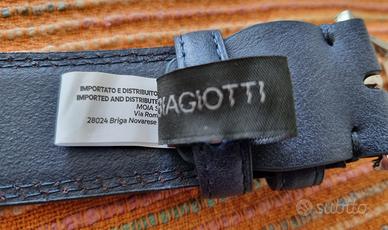 IMPORTATO E DISTRIBUITO
IMPORTED AND DISTRIBUTE
MOIA S
Via Rom
28024 Briga Novarese
AGIOTTI
subito